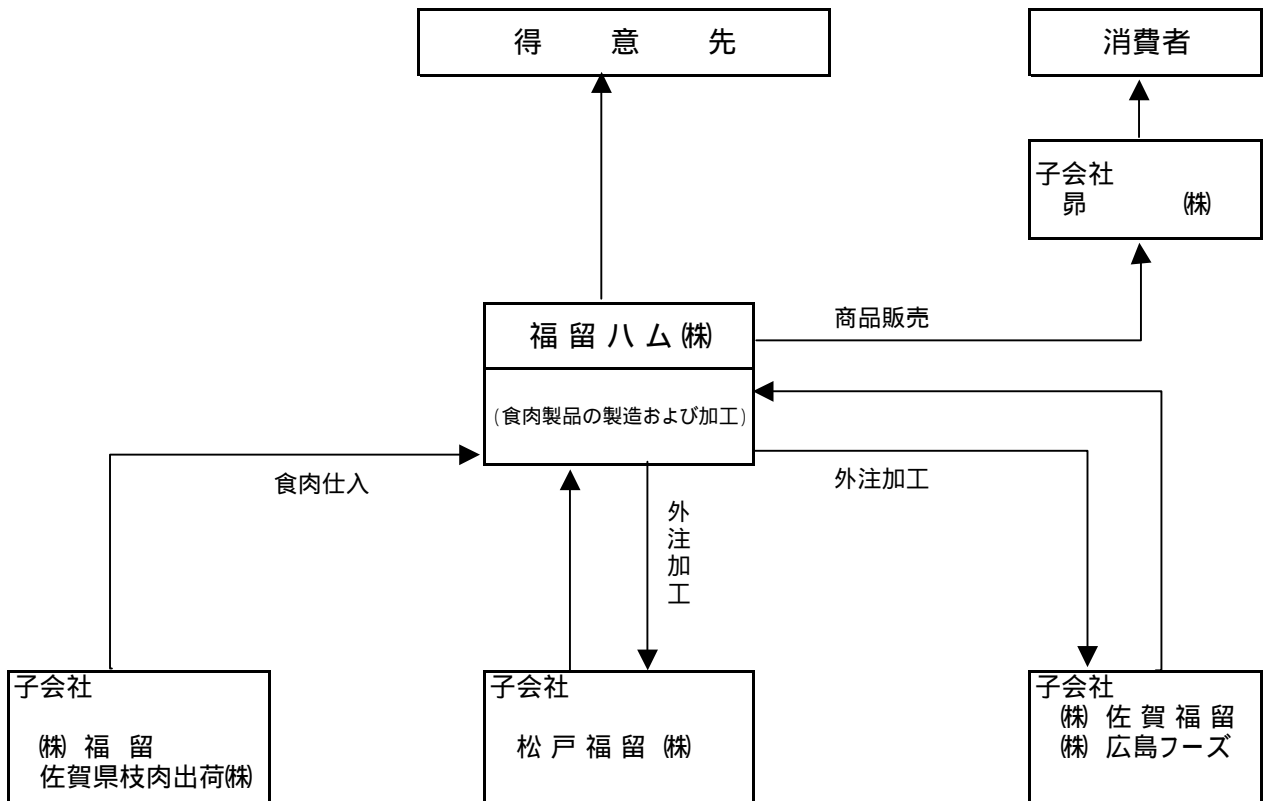 得 意 先
消費者
子会社
昴 ㈱
福 留 ハ ム ㈱
商品販売
(食肉製品の製造および加工)
食肉仕入
外注加工
外注加工
子会社
㈱ 福 留
佐賀県枝肉出荷㈱
子会社
松 戸 福 留 ㈱
子会社
㈱ 佐 賀 福 留
㈱ 広島フーズ